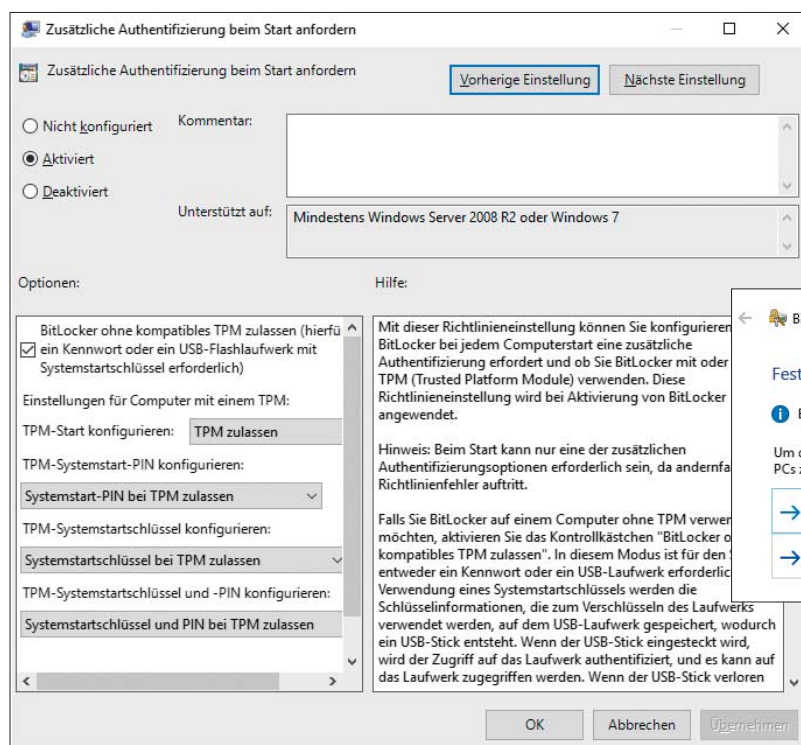 Zusätzliche Authentifizierung beim Start anfordern
Zusätzliche Authentifizierung beim Start anfordern
Vorherige Einstellung
Nächste Einstellung
Nicht konfiguriert
Aktiviert
Deaktiviert
Kommentar:
Unterstützt auf:
Mindestens Windows Server 2008 R2 oder Windows 7
Optionen:
BitLocker ohne kompatibles TPM zulassen (hierfü
ein Kennwort oder ein USB-Flashlaufwerk mit
Systemstartschlüssel erforderlich)
Einstellungen für Computer mit einem TPM:
TPM-Start konfigurieren: TPM zulassen
TPM-Systemstart-PIN konfigurieren:
Systemstart-PIN bei TPM zulassen
TPM-Systemstartschlüssel konfigurieren:
Systemstartschlüssel bei TPM zulassen
TPM-Systemstartschlüssel und -PIN konfigurieren:
Systemstartschlüssel und PIN bei TPM zulassen
Hilfe:
Mit dieser Richtlinieneinstellung können Sie konfigurieren
BitLocker bei jedem Computerstart eine zusätzliche
Authentifizierung erfordert und ob Sie BitLocker mit oder
TPM (Trusted Platform Module) verwenden. Diese
Richtlinieneinstellung wird bei Aktivierung von BitLocker
angewendet.
Hinweis: Beim Start kann nur eine der zusätzlichen
Authentifizierungsoptionen erforderlich sein, da andernfa
Richtlinienfehler auftritt.
Falls Sie BitLocker auf einem Computer ohne TPM verwer
möchten, aktivieren Sie das Kontrollkästchen "BitLocker o
kompatibles TPM zulassen". In diesem Modus ist für den
entweder ein Kennwort oder ein USB-Laufwerk erforderlic
Verwendung eines Systemstartschlüssels werden die
Schlüsselinformationen, die zum Verschlüsseln des Laufwerks
verwendet werden, auf dem USB-Laufwerk gespeichert, wodurch
ein USB-Stick entsteht. Wenn der USB-Stick eingesteckt wird,
wird der Zugriff auf das Laufwerk authentifiziert, und es kann auf
das Laufwerk zugegriffen werden. Wenn der USB-Stick verloren
B
Fest
Um
PCs
OK
Abbrechen
Übernehmen